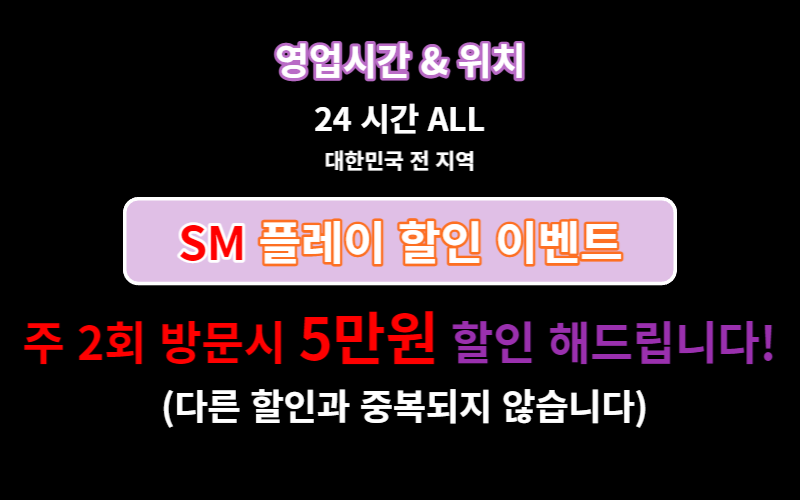 영업시간 & 위치
24 시간 ALL
대한민국 전 지역
SM 플레이 할인 이벤트
주 2회 방문시 5만원 할인 해드립니다!
(다른 할인과 중복되지 않습니다)